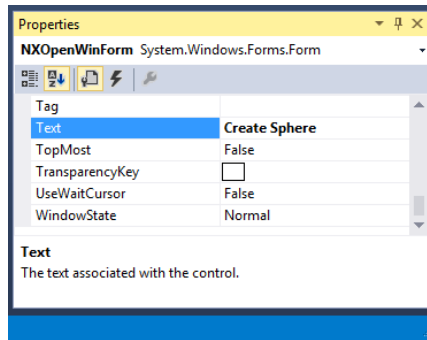 Properties
NXOpenWinForm System.Windows.Forms.Form
Tag
Text Create Sphere
TopMost False
TransparencyKey
UseWaitCursor False
WindowState Normal
Text
The text associated with the control.